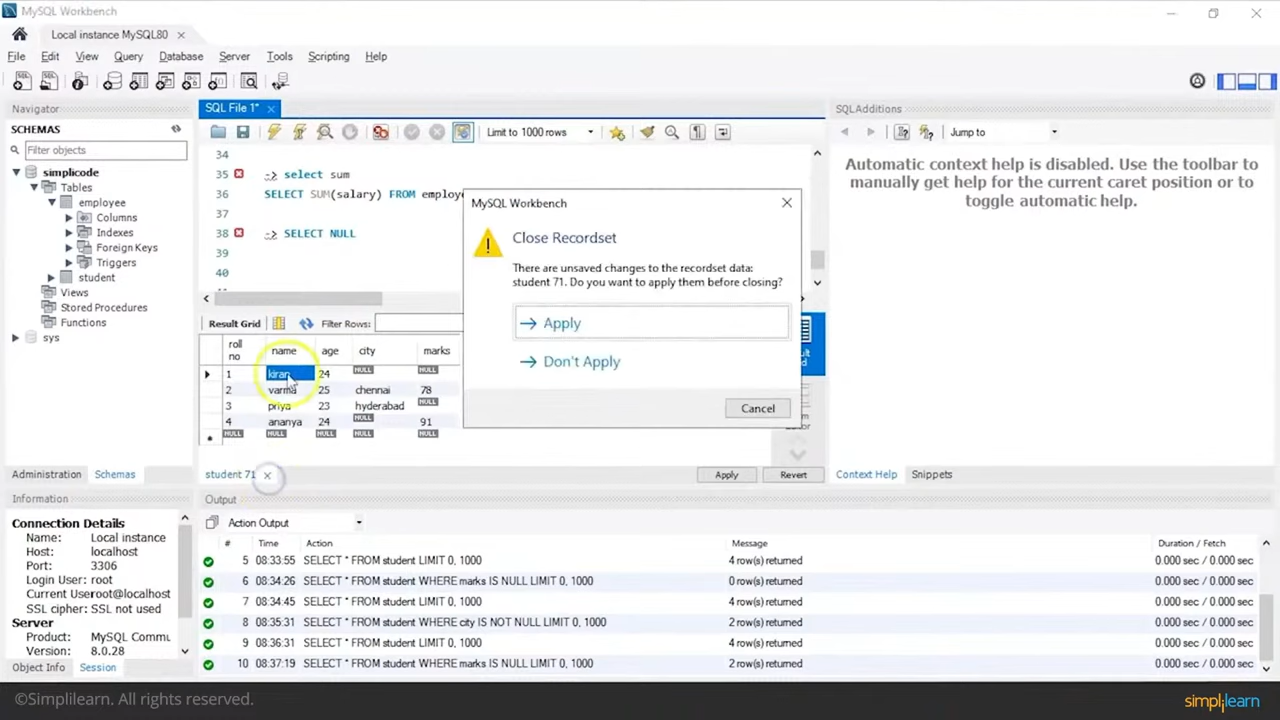 MySQL Workbench
Local instance MySQL80
File Edit View Query Database Server Tools Scripting Help
Navigator
SCHEMAS
Filter objects
simplicode
Tables
employee
Columns
Indexes
Foreign Keys
Triggers
student
Views
Stored Procedures
Functions
sys
Administration Schemas
Information
Connection Details
Name: Local instance
Host: localhost
Port: 3306
Login User: root
Current User root@localhost
SSL cipher: SSL not used
Server
Product: MySQL Commu
Version: 8.0.28
Object Info Session
SQL File 1*
Limit to 1000 rows
34
35 -> select sum
36 SELECT SUM(salary) FROM employe
37
38 -> SELECT NULL
39
40
Result Grid Filter Rows:
roll no name age city marks
1 kiran 24 NULL NULL
2 varma 25 chennai 78
3 priya 23 hyderabad NULL
4 ananya 24 NULL 91
NULL NULL NULL NULL NULL
student 71
Apply Revert
MySQL Workbench
Close Recordset
There are unsaved changes to the recordset data:
student 71. Do you want to apply them before closing?
Apply
Don't Apply
Cancel
SQLAdditions
Jump to
Automatic context help is disabled. Use the toolbar to
manually get help for the current caret position or to
toggle automatic help.
Context Help Snippets
Output
Action Output
# Time Action Message Duration / Fetch
5 08:33:55 SELECT * FROM student LIMIT 0, 1000 4 row(s) returned 0.000 sec / 0.000 sec
6 08:34:26 SELECT * FROM student WHERE marks IS NULL LIMIT 0, 1000 0 row(s) returned 0.000 sec / 0.000 sec
7 08:34:45 SELECT * FROM student LIMIT 0, 1000 4 row(s) returned 0.000 sec / 0.000 sec
8 08:35:31 SELECT * FROM student WHERE city IS NOT NULL LIMIT 0, 1000 2 row(s) returned 0.000 sec / 0.000 sec
9 08:36:31 SELECT * FROM student LIMIT 0, 1000 4 row(s) returned 0.000 sec / 0.000 sec
10 08:37:19 SELECT * FROM student WHERE marks IS NULL LIMIT 0, 1000 2 row(s) returned 0.000 sec / 0.000 sec
©Simplilearn. All rights reserved.
simplilearn